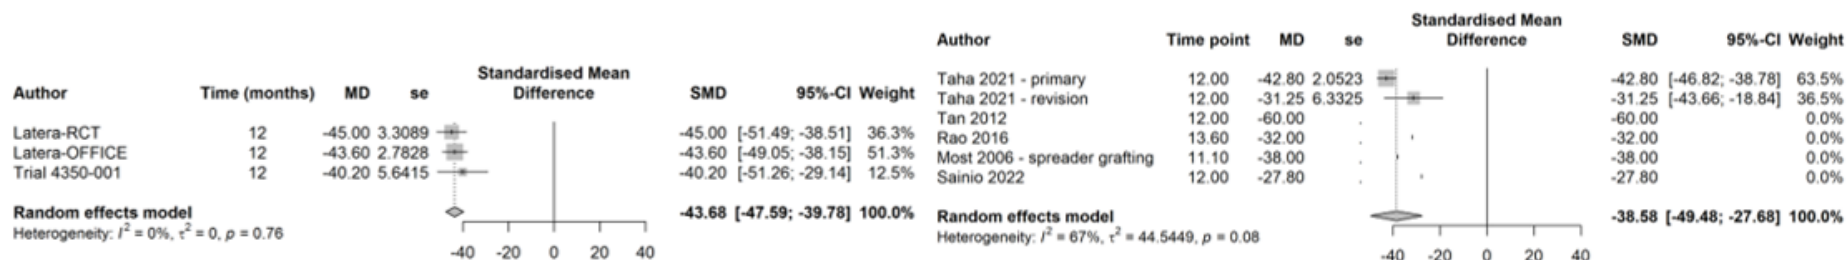 Standardised Mean
Author Time (months) MD se Difference SMD 95%-CI Weight
Latera-RCT 12 -45.00 3.3089 -45.00 [-51.49; -38.51] 36.3%
Latera-OFFICE 12 -43.60 2.7828 -43.60 [-49.05; -38.15] 51.3%
Trial 4350-001 12 -40.20 5.6415 -40.20 [-51.26; -29.14] 12.5%
Random effects model -43.68 [-47.59; -39.78] 100.0%
Heterogeneity: I² = 0%, τ² = 0, p = 0.76
-40 -20 0 20 40
Standardised Mean
Author Time point MD se Difference SMD 95%-CI Weight
Taha 2021 - primary 12.00 -42.80 2.0523 -42.80 [-46.82; -38.78] 63.5%
Taha 2021 - revision 12.00 -31.25 6.3325 -31.25 [-43.66; -18.84] 36.5%
Tan 2012 12.00 -60.00 . -60.00 0.0%
Rao 2016 13.60 -32.00 . -32.00 0.0%
Most 2006 - spreader grafting 11.10 -38.00 . -38.00 0.0%
Sainio 2022 12.00 -27.80 . -27.80 0.0%
Random effects model -38.58 [-49.48; -27.68] 100.0%
Heterogeneity: I² = 67%, τ² = 44.5449, p = 0.08
-40 -20 0 20 40